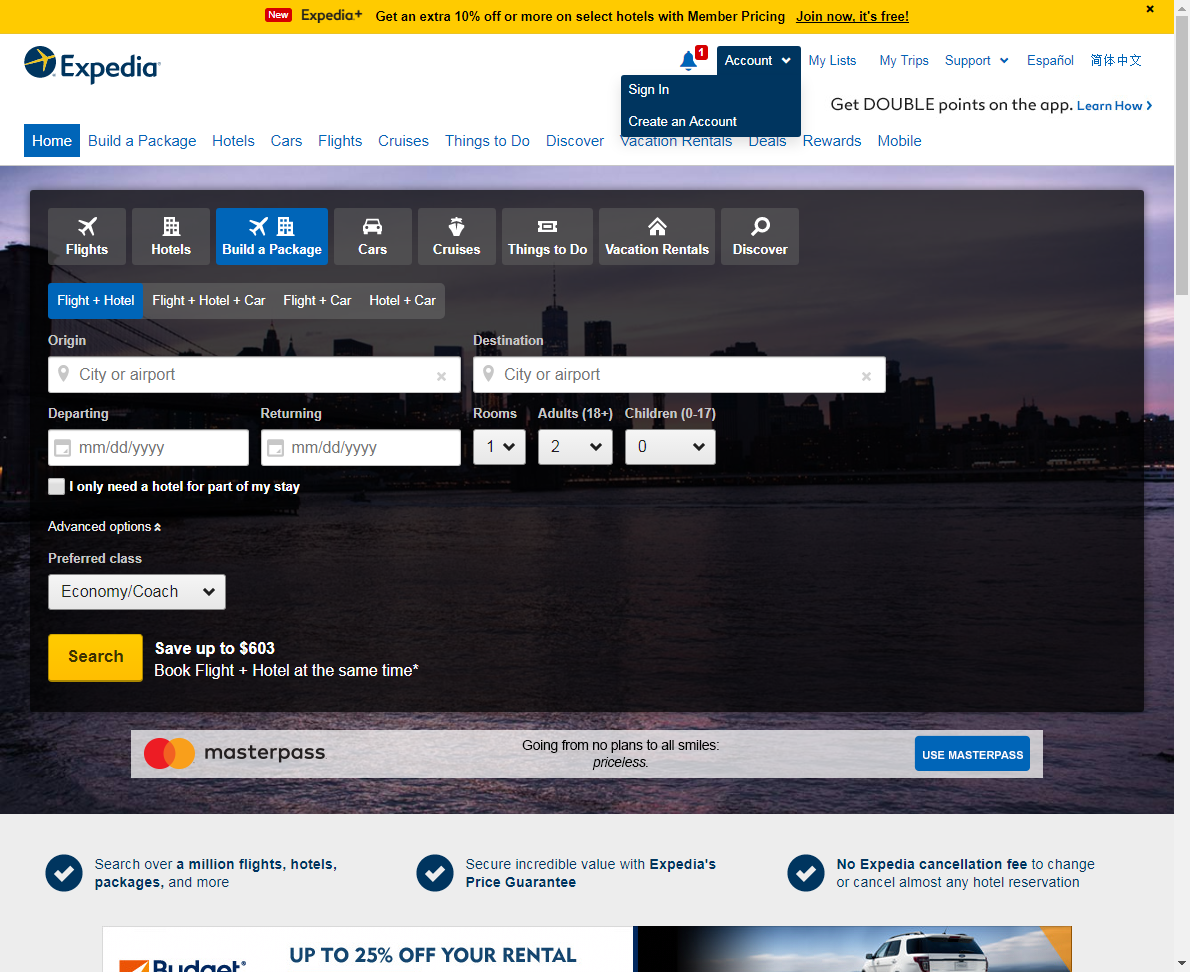 New Expedia+ Get an extra 10% off or more on select hotels with Member Pricing Join now, it's free!
Expedia
1
Account My Lists My Trips Support Español 简体中文
Sign In
Create an Account
Get DOUBLE points on the app. Learn How
Home Build a Package Hotels Cars Flights Cruises Things to Do Discover Vacation Rentals Deals Rewards Mobile
Flights Hotels Build a Package Cars Cruises Things to Do Vacation Rentals Discover
Flight + Hotel Flight + Hotel + Car Flight + Car Hotel + Car
Origin Destination
City or airport City or airport
Departing Returning Rooms Adults (18+) Children (0-17)
mm/dd/yyyy mm/dd/yyyy 1 2 0
I only need a hotel for part of my stay
Advanced options
Preferred class
Economy/Coach
Search
Save up to $603
Book Flight + Hotel at the same time*
masterpass
Going from no plans to all smiles:
priceless.
USE MASTERPASS
Search over a million flights, hotels,
packages, and more
Secure incredible value with Expedia's
Price Guarantee
No Expedia cancellation fee to change
or cancel almost any hotel reservation
Budget®
UP TO 25% OFF YOUR RENTAL